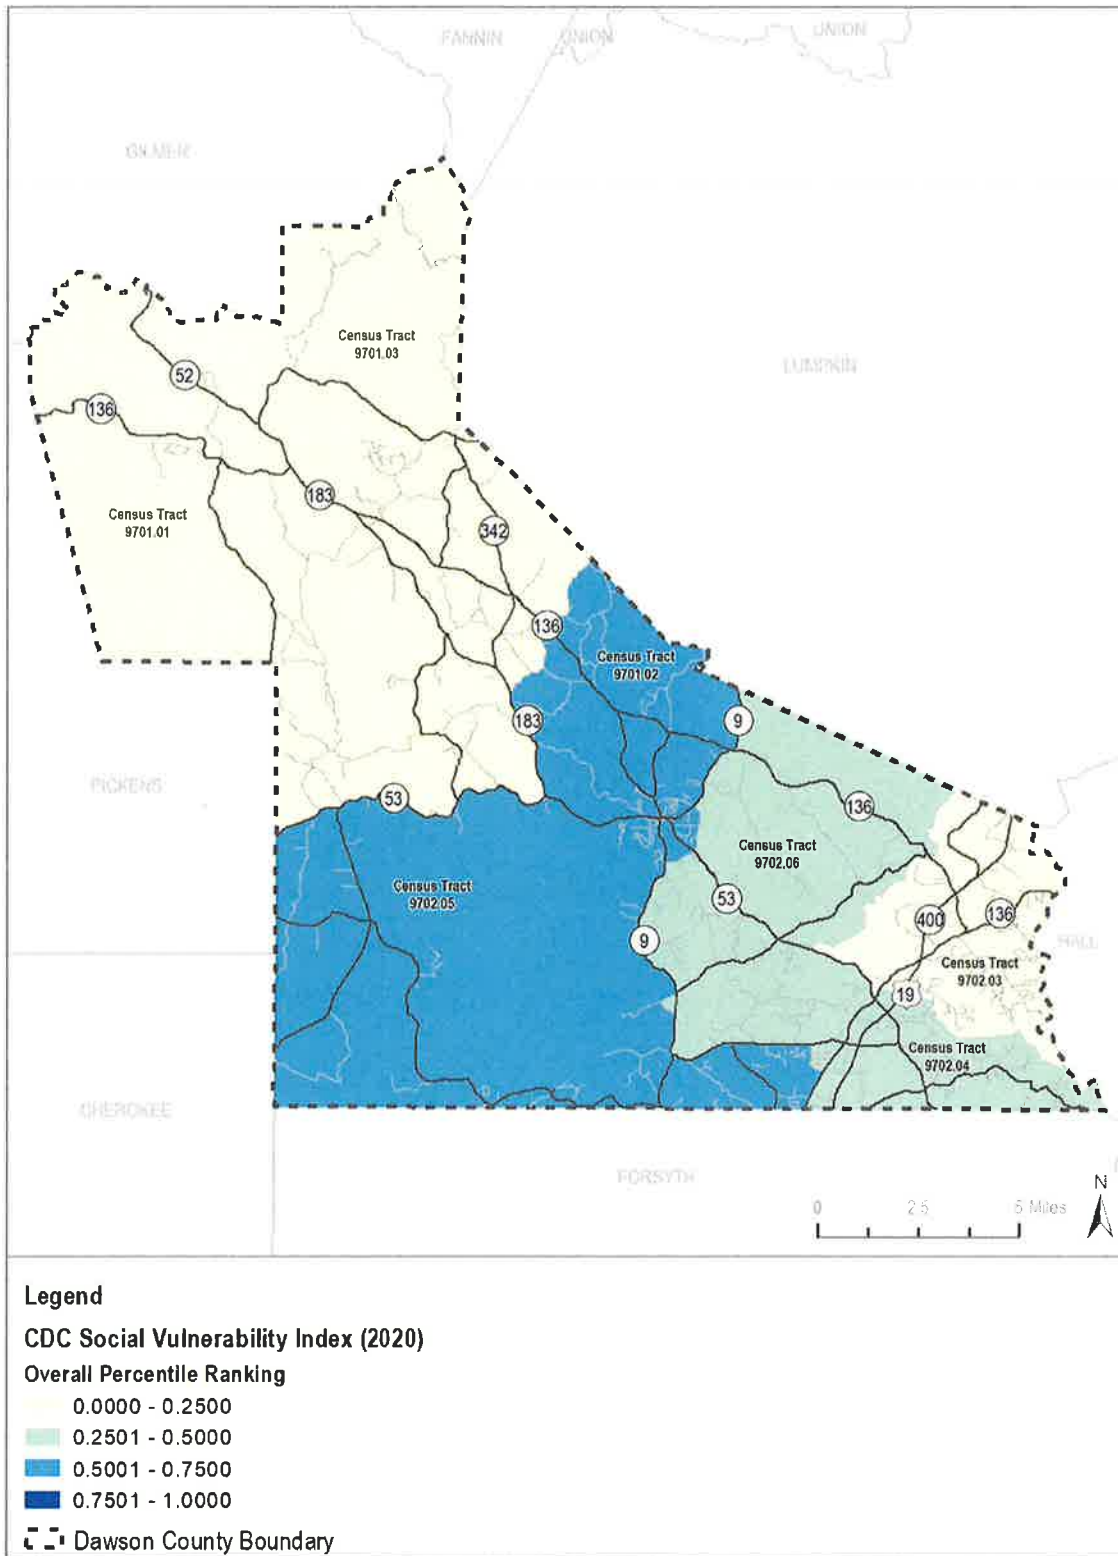 FANNIN
UNION
UNION
GILMER
Census Tract
9701.03
LUMPKIN
52
136
183
Census Tract
9701.01
342
136
Census Tract
9701.02
183
9
PICKENS
53
136
Census Tract
9702.06
Census Tract
9702.05
53
400
136
9
HALL
Census Tract
9702.03
19
Census Tract
9702.04
CHEROKEE
FORSYTH
N
0 2.5 5 Miles
Legend
CDC Social Vulnerability Index (2020)
Overall Percentile Ranking
0.0000 - 0.2500
0.2501 - 0.5000
0.5001 - 0.7500
0.7501 - 1.0000
Dawson County Boundary